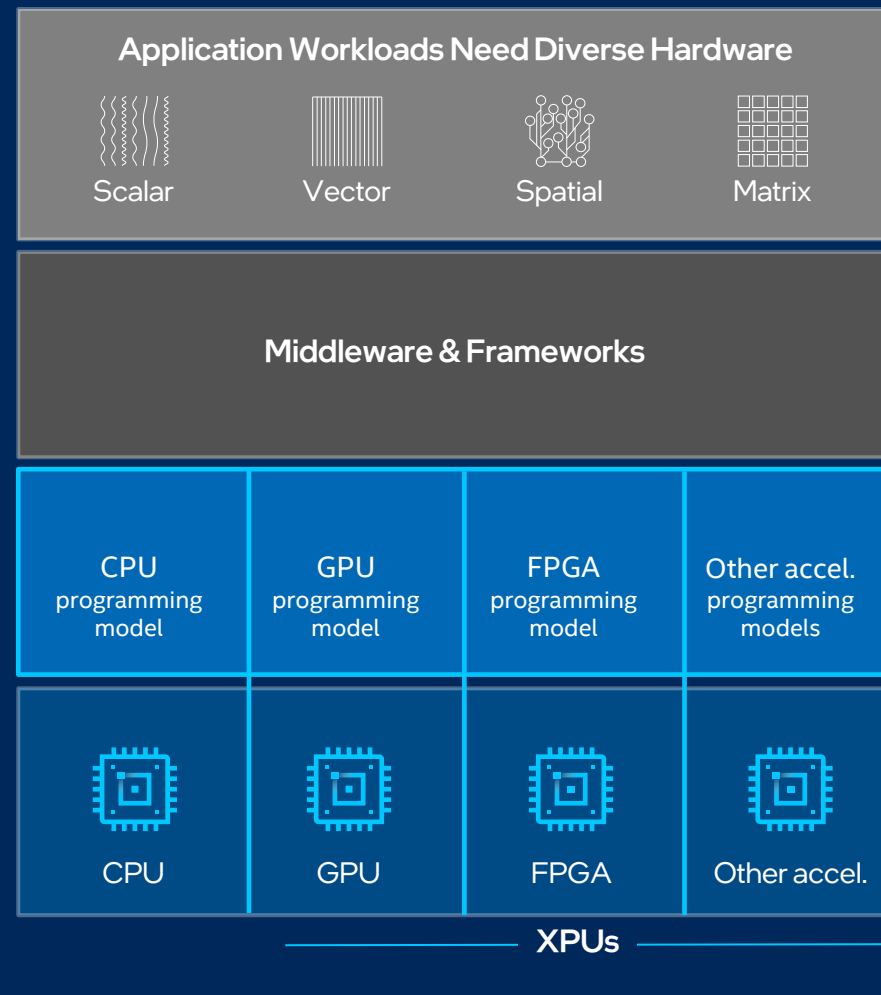 Application Workloads Need Diverse Hardware
Scalar
Vector
Spatial
Matrix
Middleware & Frameworks
CPU
programming
model
GPU
programming
model
FPGA
programming
model
Other accel.
programming
models
CPU
GPU
FPGA
Other accel.
XPUs